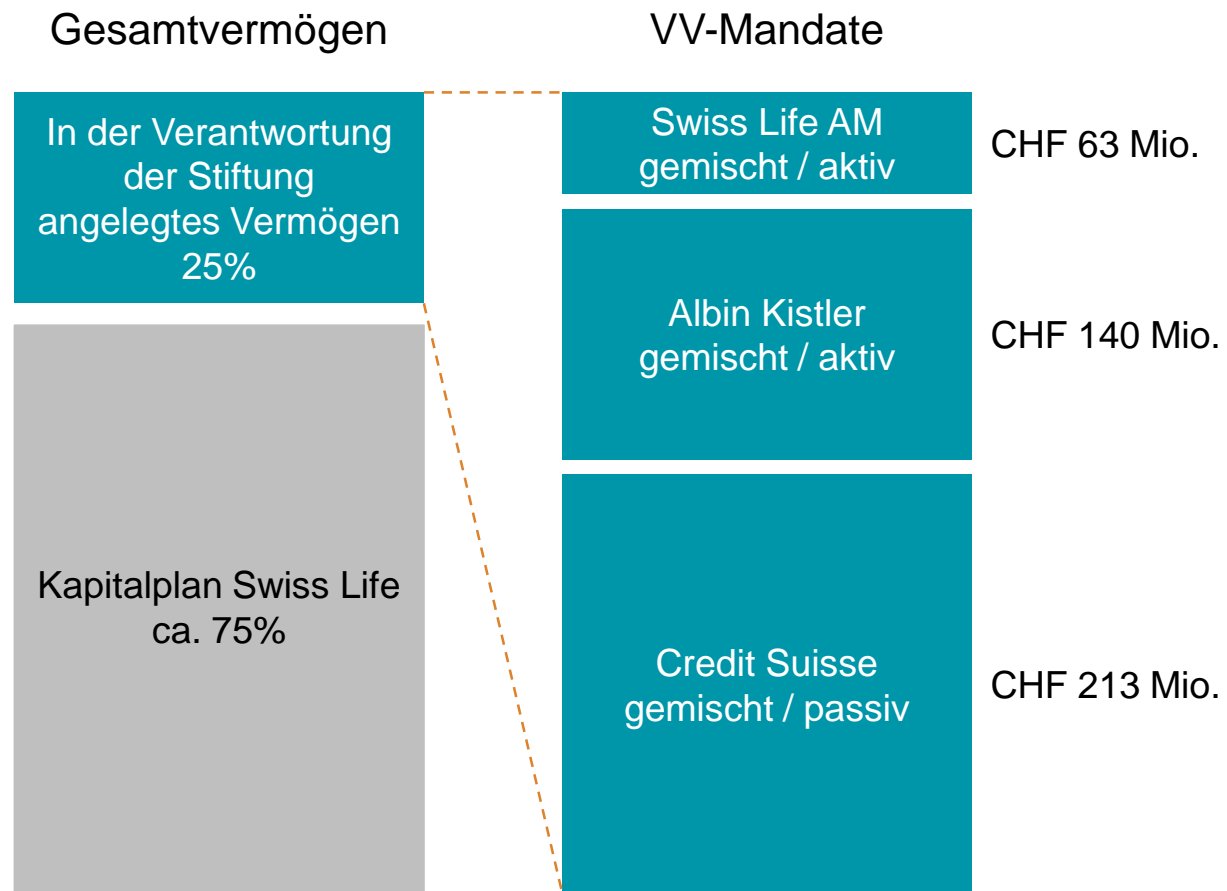 Gesamtvermögen
VV-Mandate
In der Verantwortung
der Stiftung
angelegtes Vermögen
25%
Kapitalplan Swiss Life
ca. 75%
Swiss Life AM
gemischt / aktiv
CHF 63 Mio.
Albin Kistler
gemischt / aktiv
CHF 140 Mio.
Credit Suisse
gemischt / passiv
CHF 213 Mio.